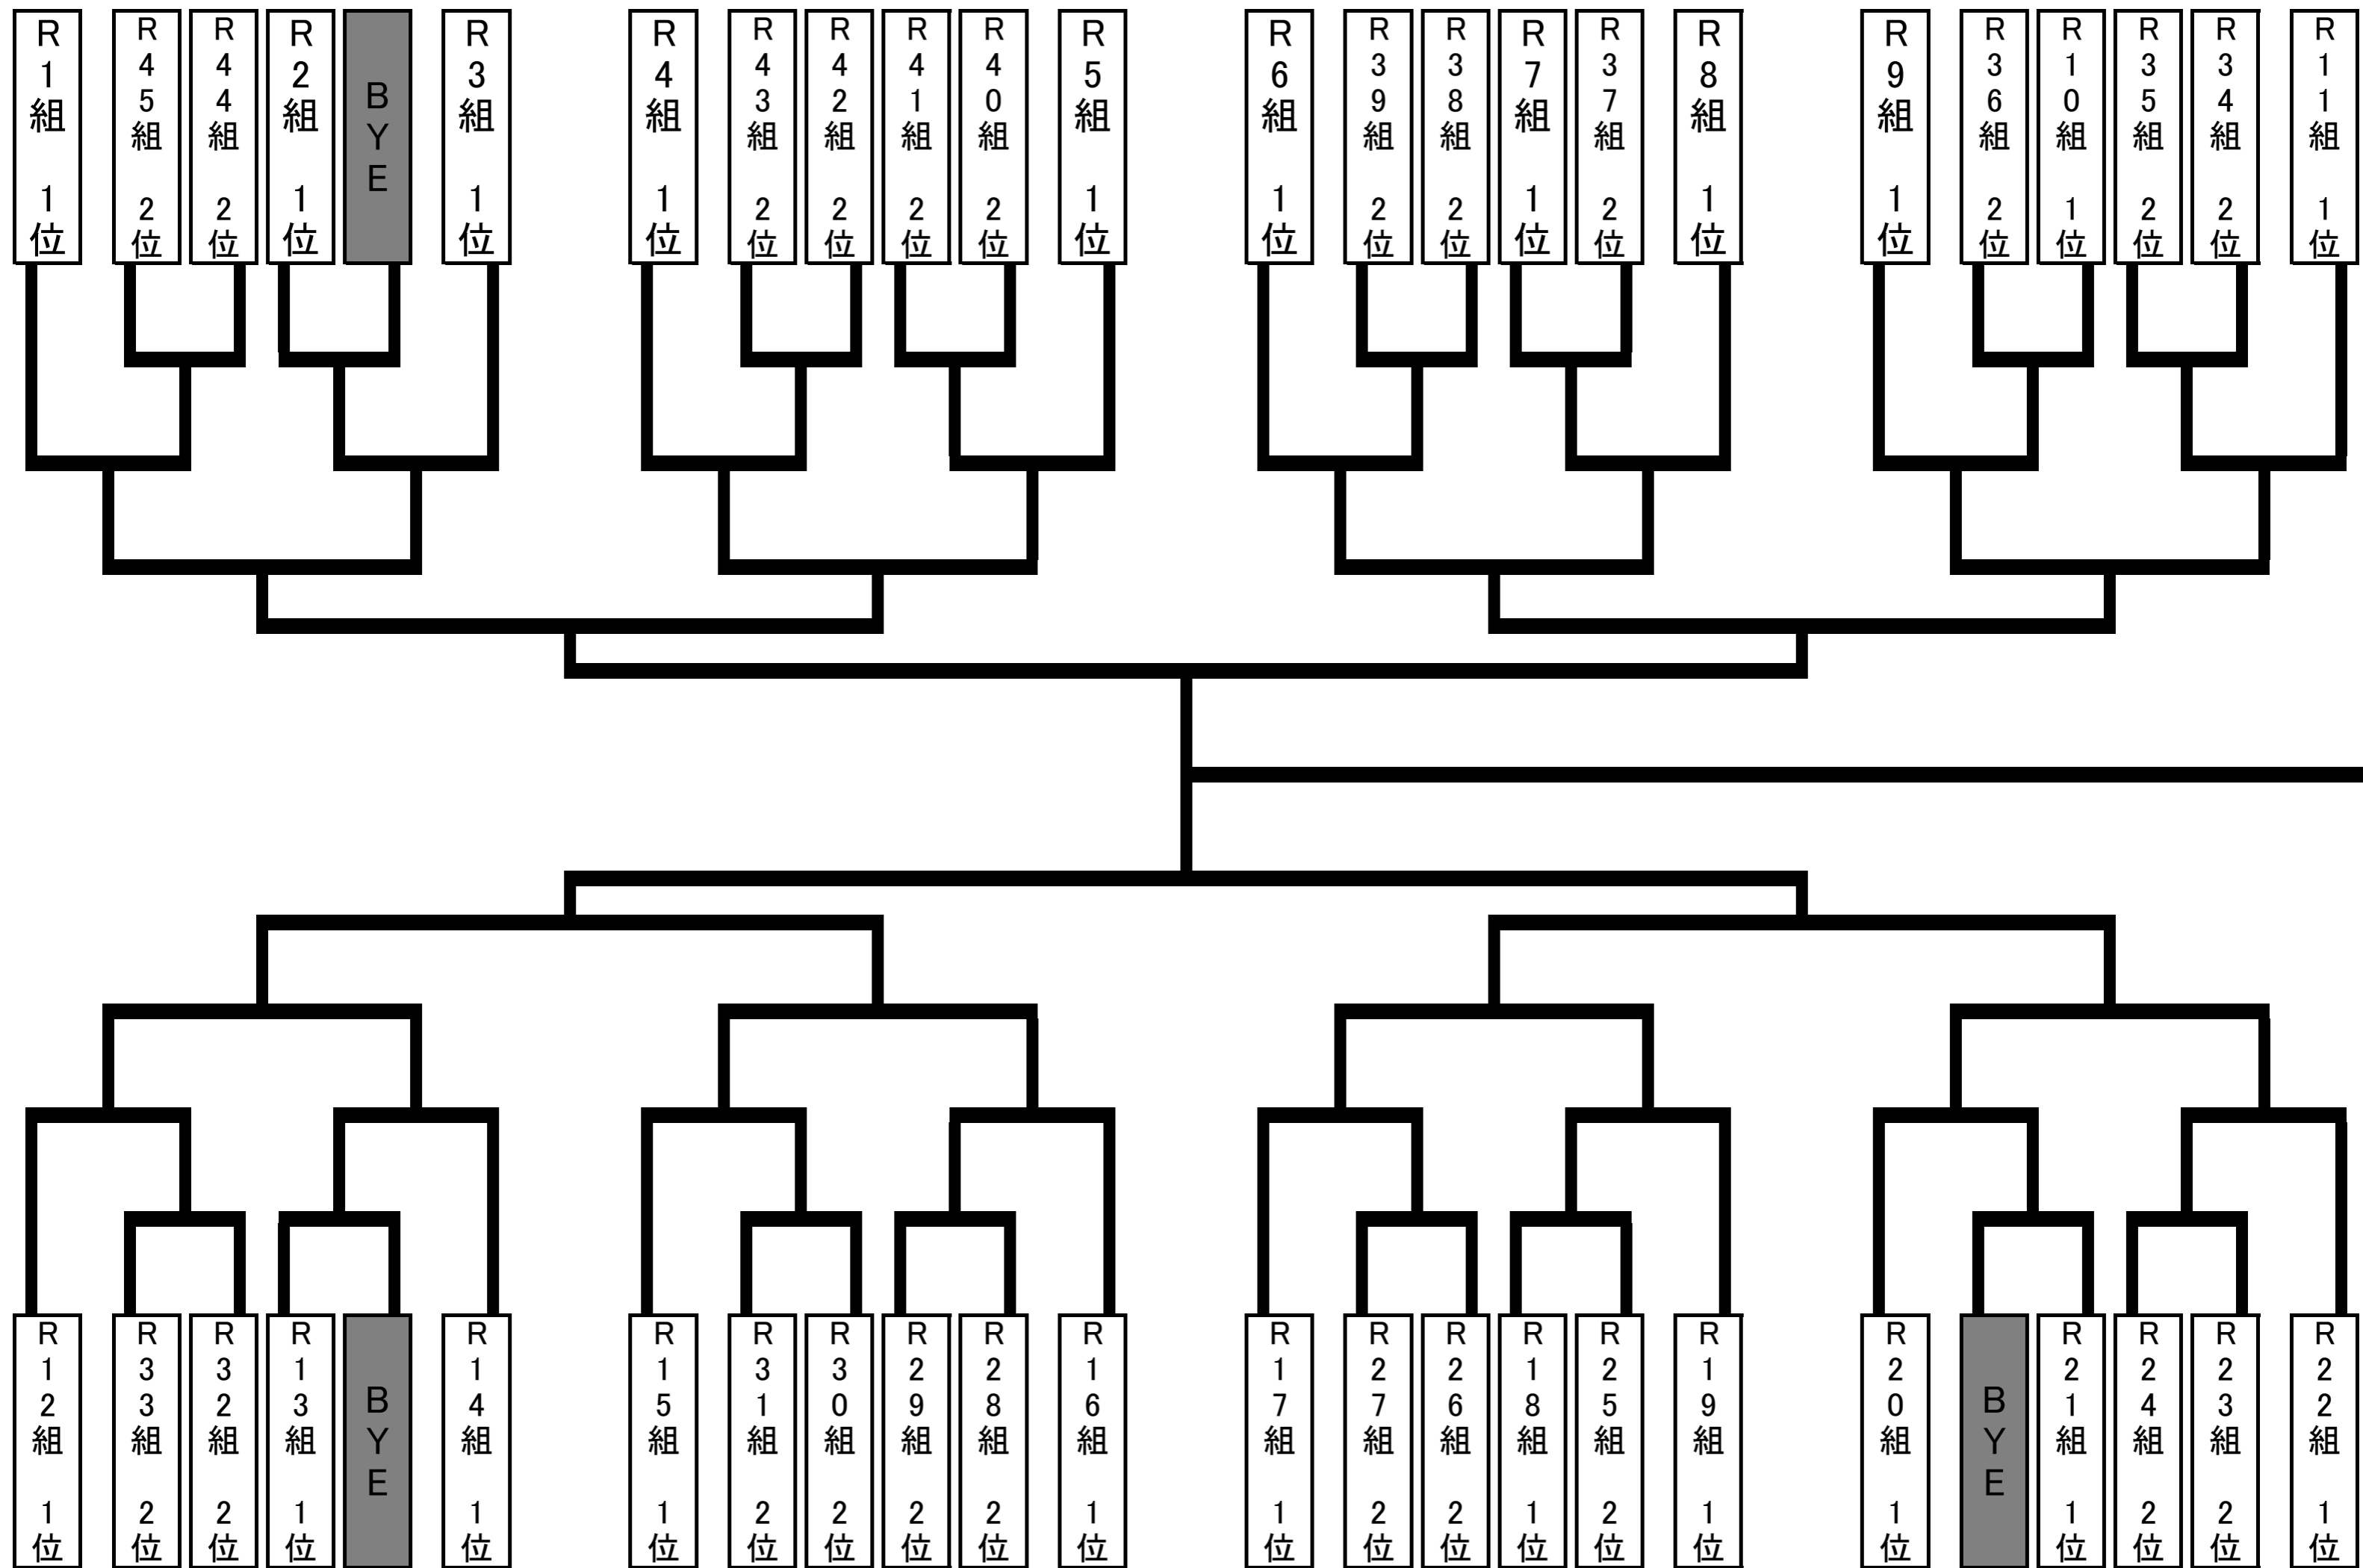 R1組 1位
R45組 2位
R44組 2位
R2組 1位
BYE
R3組 1位
R4組 1位
R43組 2位
R42組 2位
R41組 2位
R40組 2位
R5組 1位
R6組 1位
R39組 2位
R38組 2位
R7組 1位
R37組 2位
R8組 1位
R9組 1位
R36組 2位
R10組 1位
R35組 2位
R34組 2位
R11組 1位
R12組 1位
R33組 2位
R32組 2位
R13組 1位
BYE
R14組 1位
R15組 1位
R31組 2位
R30組 2位
R29組 2位
R28組 2位
R16組 1位
R17組 1位
R27組 2位
R26組 2位
R18組 1位
R25組 2位
R19組 1位
R20組 1位
BYE
R21組 1位
R24組 2位
R23組 2位
R22組 1位